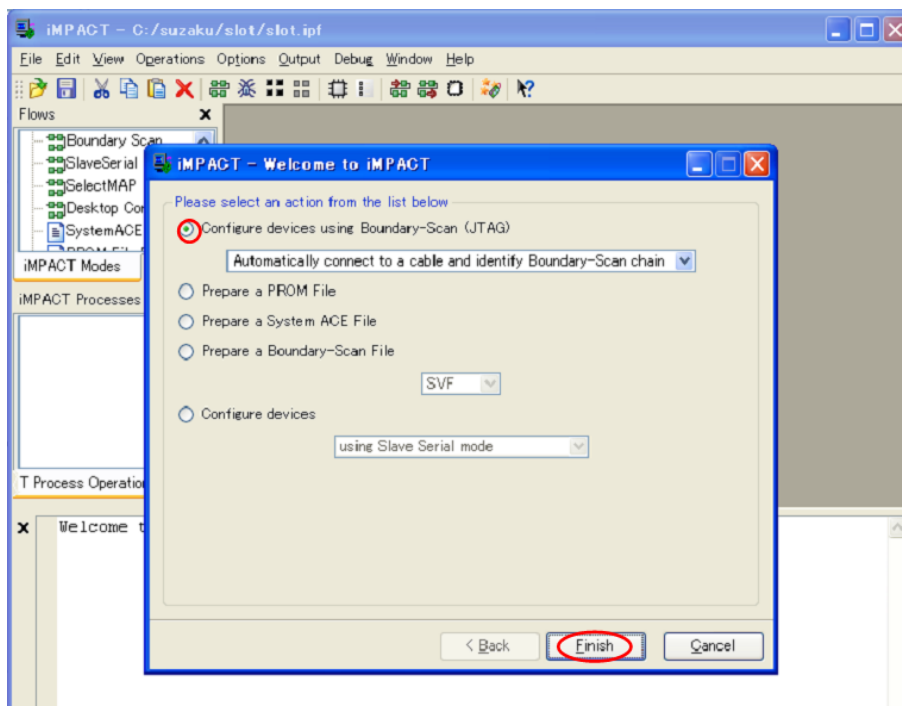 iMPACT - C:/suzaku/slot/slot.ipf
File Edit View Operations Options Output Debug Window Help
Flows
Boundary Scan
SlaveSerial
SelectMAP
Desktop Con
SystemACE
iMPACT Modes
iMPACT Processes
T Process Operatio
Welcome t
iMPACT - Welcome to iMPACT
Please select an action from the list below
Configure devices using Boundary-Scan (JTAG)
Automatically connect to a cable and identify Boundary-Scan chain
Prepare a PROM File
Prepare a System ACE File
Prepare a Boundary-Scan File
SVF
Configure devices
using Slave Serial mode
< Back Finish Cancel